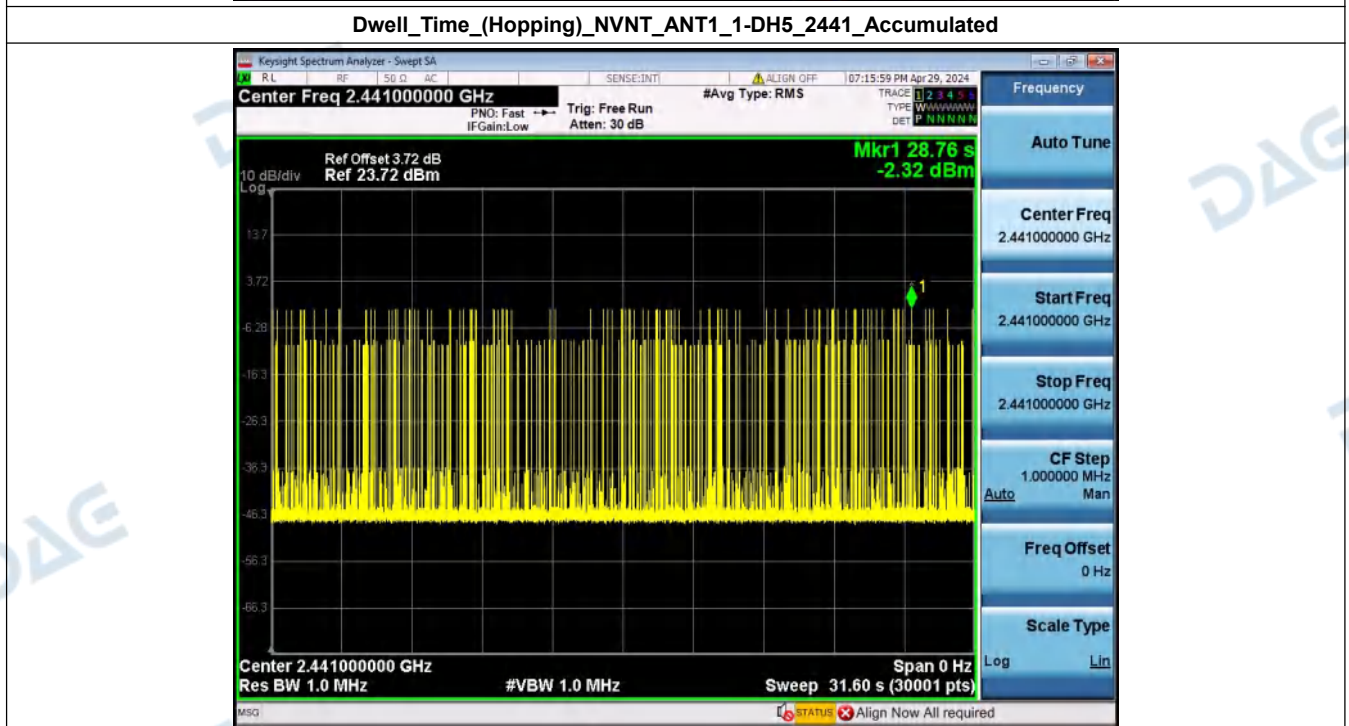 Dwell_Time_(Hopping)_NVNT_ANT1_1-DH5_2441_Accumulated
Keysight Spectrum Analyzer - Swept SA
RL RF 50 Ω AC SENSE:INT ALIGN OFF 07:15:59 PM Apr 29, 2024
Center Freq 2.441000000 GHz #Avg Type: RMS TRACE 1 2 3 4 5 6
PNO: Fast Trig: Free Run TYPE WWWWWWW
IFGain:Low Atten: 30 dB DET P NNNNN
Frequency
Mkr1 28.76 s
-2.32 dBm
Ref Offset 3.72 dB
10 dB/div Ref 23.72 dBm
Log
13.7
3.72
-6.28
-16.3
-26.3
-36.3
-46.3
-56.3
-66.3
1
Center 2.441000000 GHz Span 0 Hz
Res BW 1.0 MHz #VBW 1.0 MHz Sweep 31.60 s (30001 pts)
Auto Tune
Center Freq
2.441000000 GHz
Start Freq
2.441000000 GHz
Stop Freq
2.441000000 GHz
CF Step
1.000000 MHz
Auto Man
Freq Offset
0 Hz
Scale Type
Log Lin
MSG STATUS Align Now All required
DAG
DAG